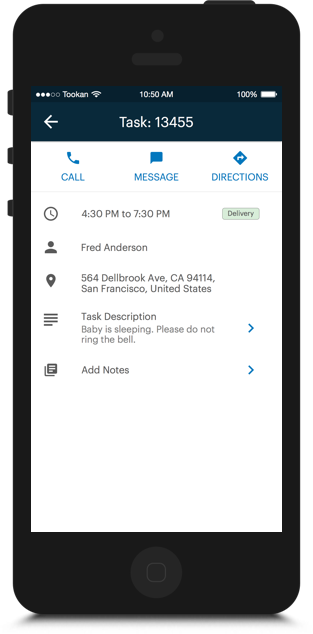 Tookan 10:50 AM 100%
Task: 13455
CALL MESSAGE DIRECTIONS
4:30 PM to 7:30 PM Delivery
Fred Anderson
564 Dellbrook Ave, CA 94114,
San Francisco, United States
Task Description
Baby is sleeping. Please do not
ring the bell.
Add Notes